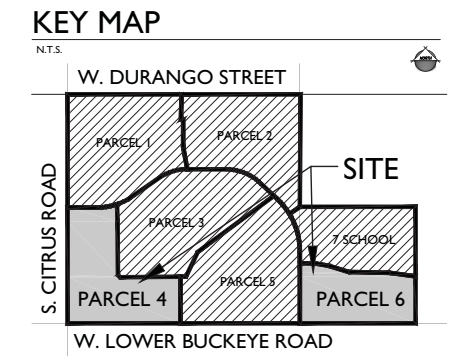 KEY MAP
N.T.S.
NORTH
W. DURANGO STREET
PARCEL 1
PARCEL 2
SITE
S. CITRUS ROAD
PARCEL 3
7 SCHOOL
PARCEL 5
PARCEL 4
PARCEL 6
W. LOWER BUCKEYE ROAD